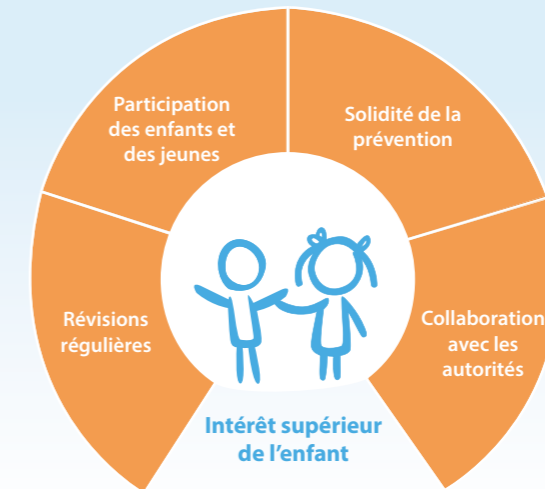 Participation
des enfants et
des jeunes
Solidité de la
prévention
Révisions
régulières
Collaboration
avec les
autorités
Intérêt supérieur
de l’enfant